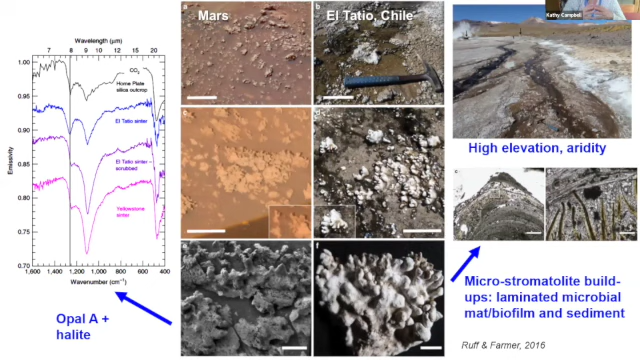 Kathy Campbell
Wavelength (μm)
7 8 9 10 12 14 20
CO₂
Home Plate
silica outcrop
El Tatio sinter
El Tatio sinter
scrubbed
Yellowstone
sinter
Emissivity
1.00
0.95
0.90
0.85
0.80
0.75
0.70
1,600 1,400 1,200 1,000 800 600 400
Wavenumber (cm⁻¹)
Opal A +
halite
a
Mars
b
El Tatio, Chile
c
f
High elevation, aridity
c
Micro-stromatolite build-
ups: laminated microbial
mat/biofilm and sediment
Ruff & Farmer, 2016